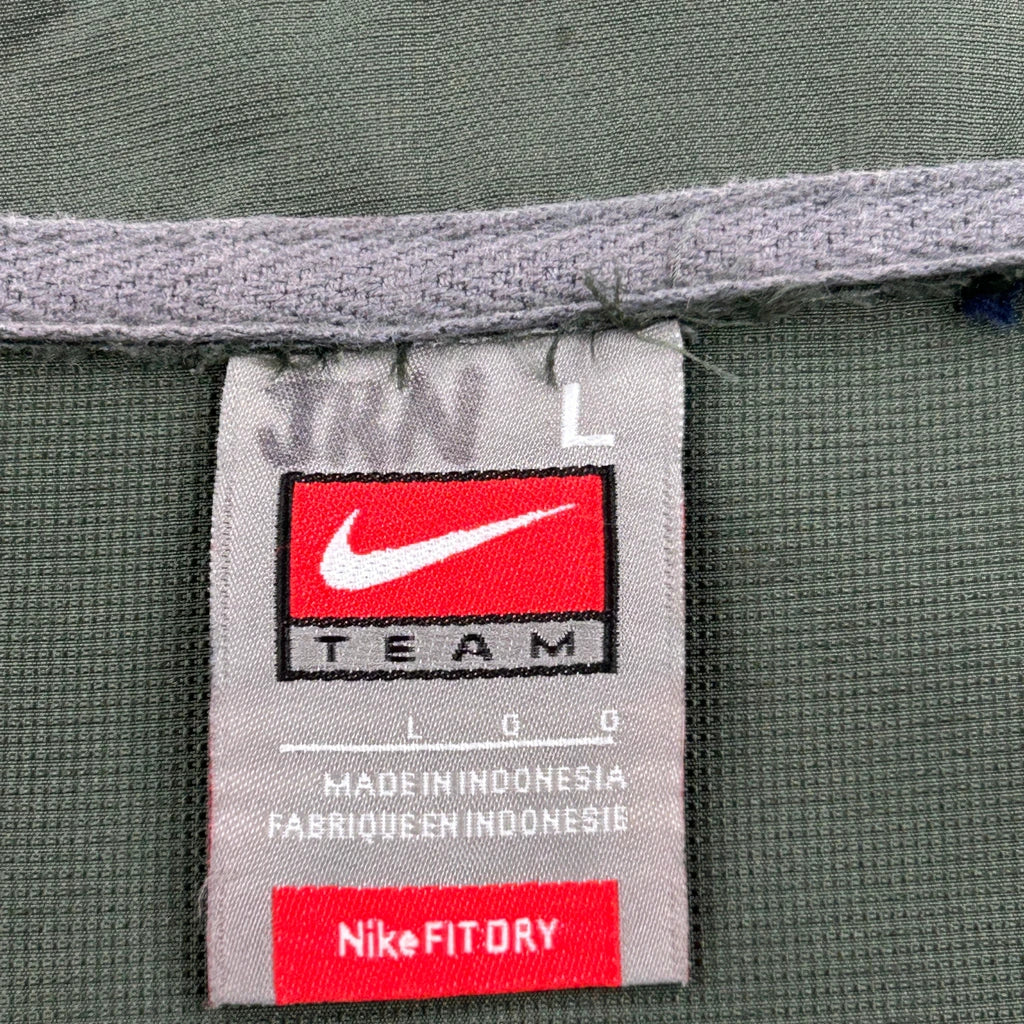 JRN L
TEAM
L G G
MADE IN INDONESIA
FABRIQUE EN INDONESIE
Nike FIT DRY